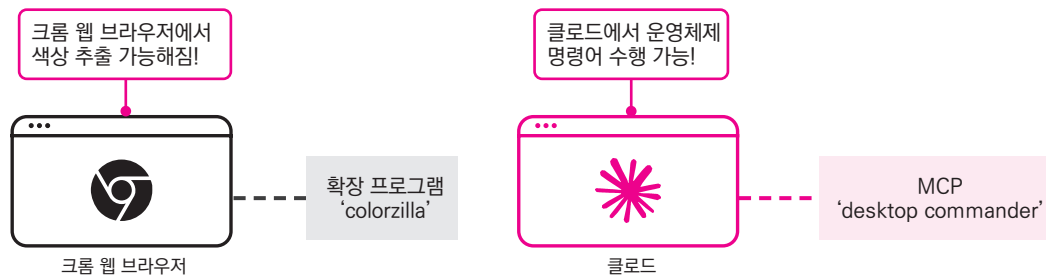 크롬 웹 브라우저에서
색상 추출 가능해짐!
확장 프로그램
‘colorzilla’
크롬 웹 브라우저
클로드에서 운영체제
명령어 수행 가능!
MCP
‘desktop commander’
클로드